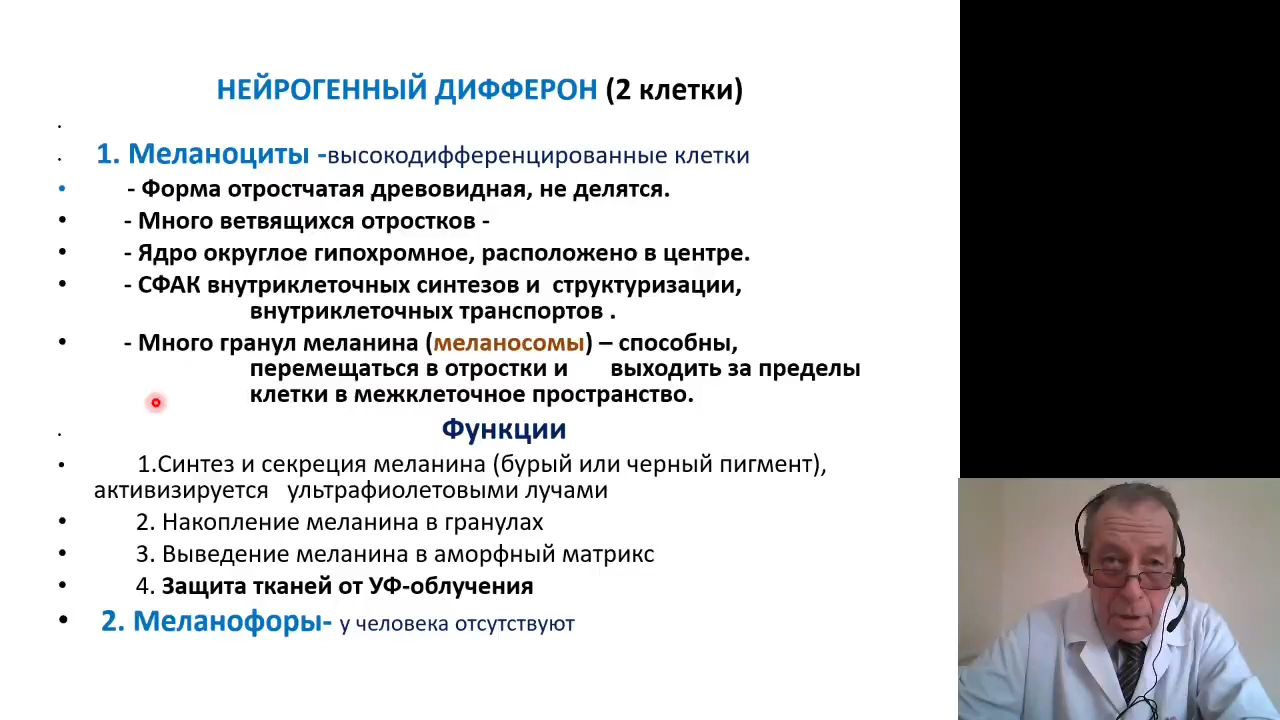 НЕЙРОГЕННЫЙ ДИФФЕРОН (2 клетки)
1. Меланоциты -высокодифференцированные клетки
- Форма отростчатая древовидная, не делятся.
- Много ветвящихся отростков -
- Ядро округлое гипохромное, расположено в центре.
- СФАК внутриклеточных синтезов и структуризации,
внутриклеточных транспортов .
- Много гранул меланина (меланосомы) – способны,
перемещаться в отростки и выходить за пределы
клетки в межклеточное пространство.
Функции
1.Синтез и секреция меланина (бурый или черный пигмент),
активизируется ультрафиолетовыми лучами
2. Накопление меланина в гранулах
3. Выведение меланина в аморфный матрикс
4. Защита тканей от УФ-облучения
2. Меланофоры- у человека отсутствуют